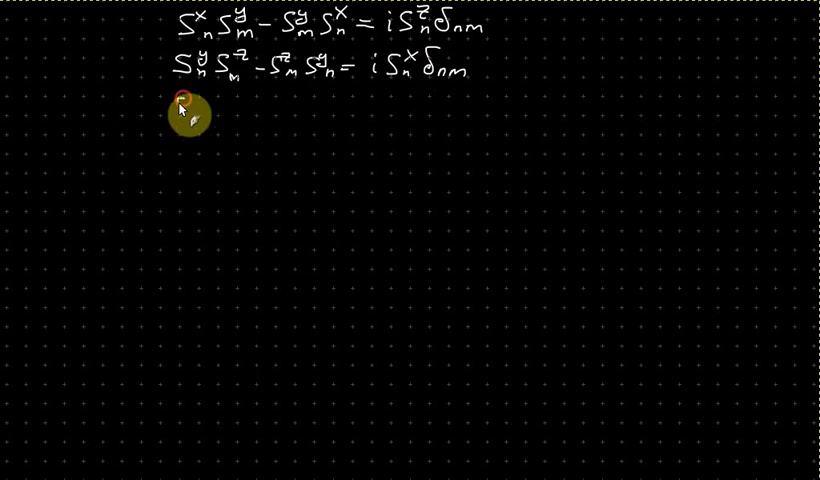 S^x_n S^y_m - S^y_m S^x_n = i S^z_n δ_nm
S^y_n S^z_m - S^z_m S^y_n = i S^x_n δ_nm